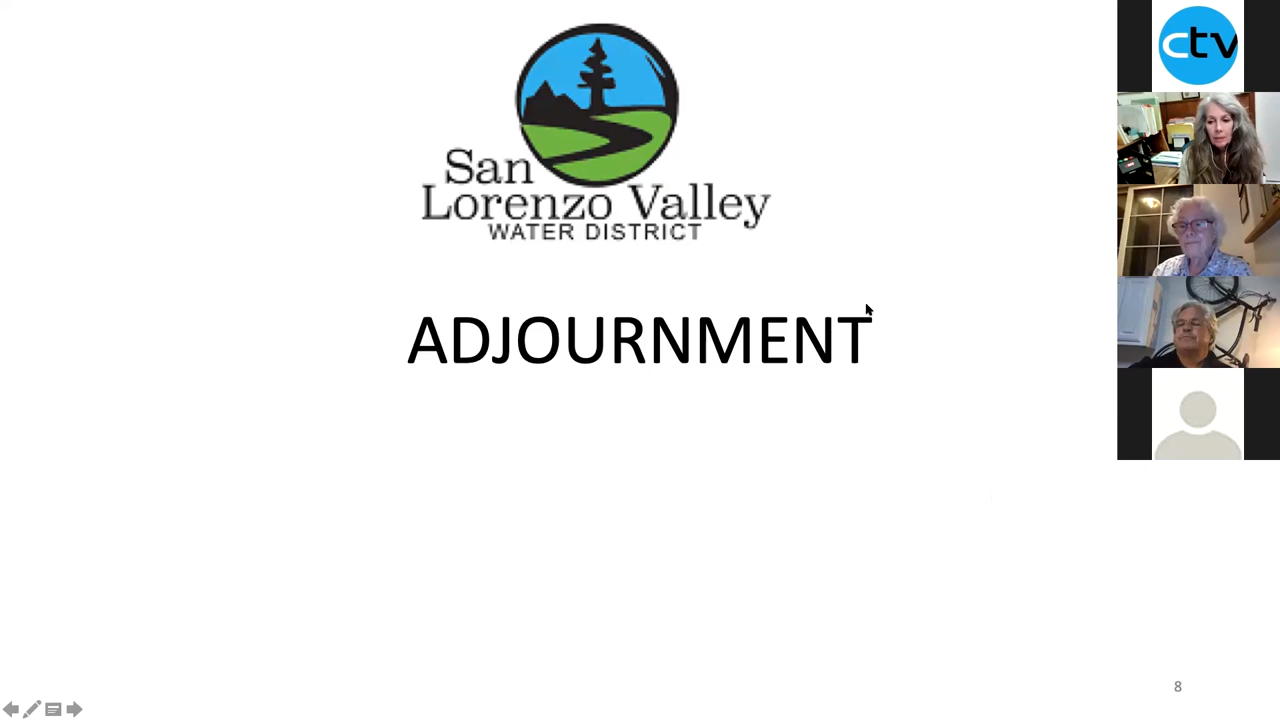 San
Lorenzo Valley
WATER DISTRICT
ADJOURNMENT
8
ctv